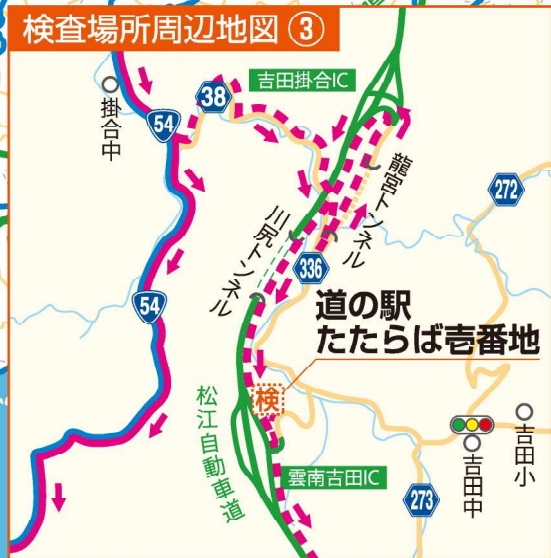 検査場所周辺地図③
吉田掛合IC
38
54
掛合中
龍宮トンネル
272
川尻トンネル
336
54
道の駅
たたらば壱番地
検
松江自動車道
吉田小
吉田中
雲南吉田IC
273